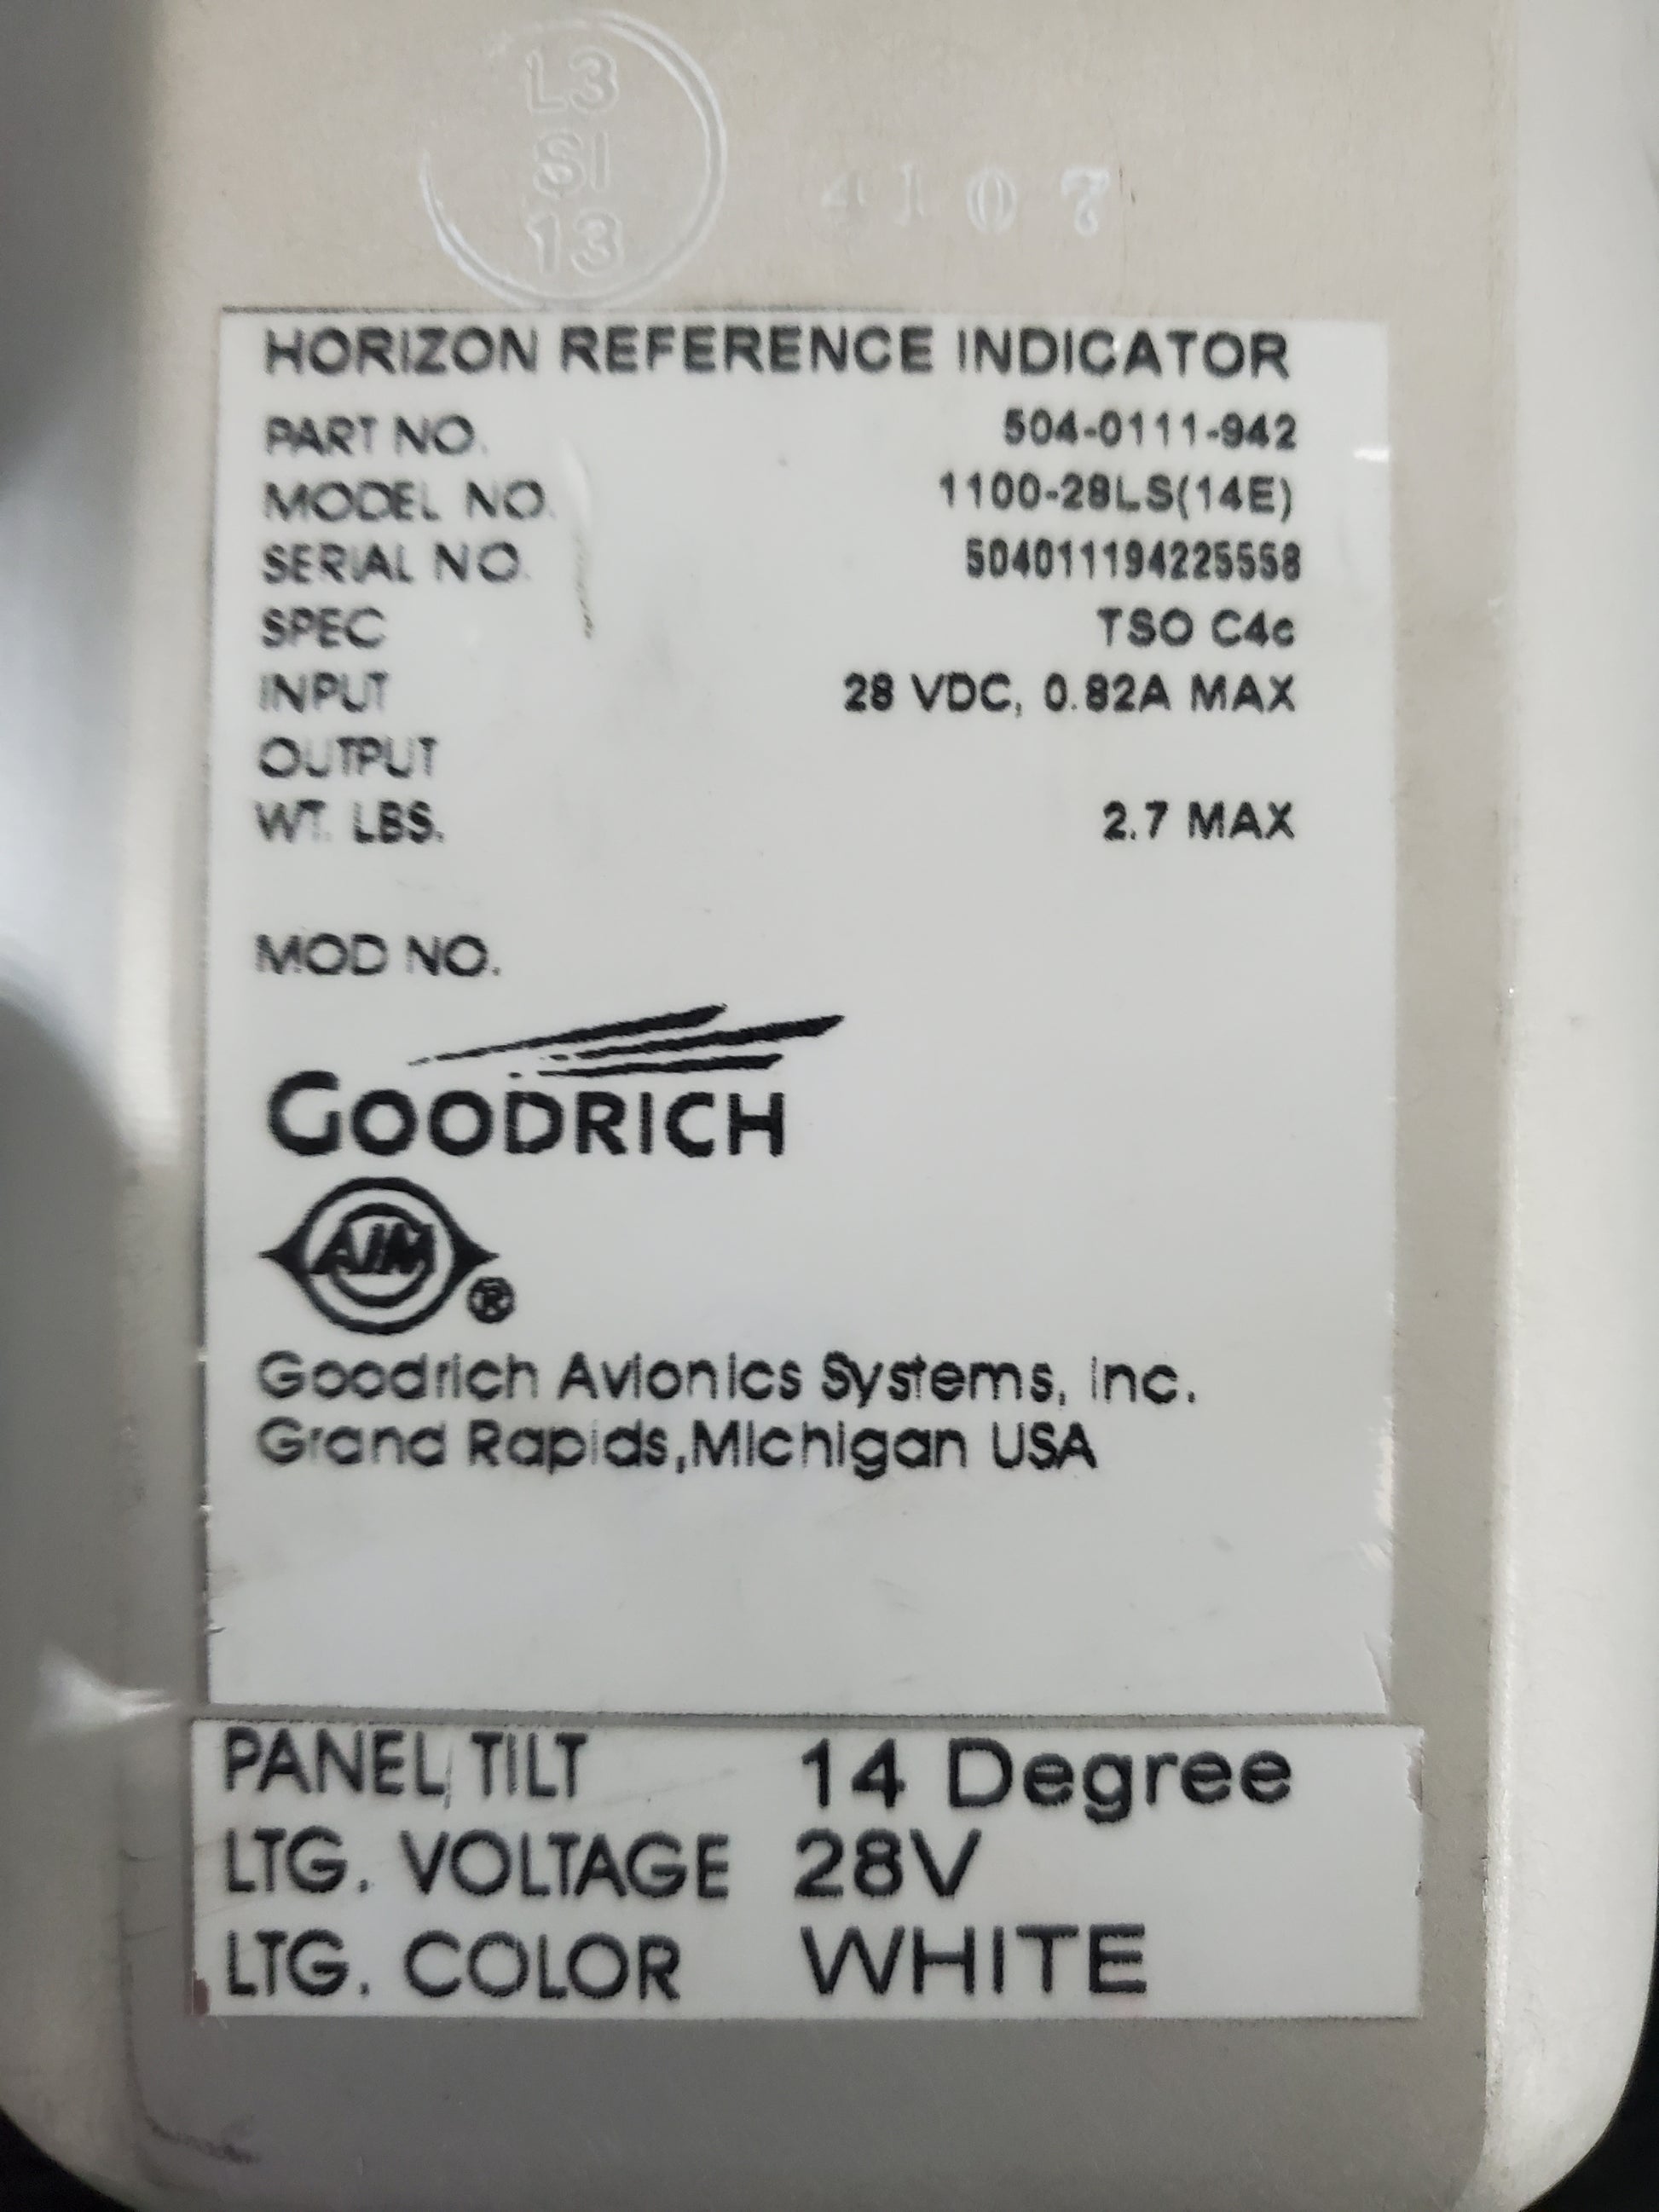 L3
SI
13
4107
HORIZON REFERENCE INDICATOR
PART NO. 504-0111-942
MODEL NO. 1100-28LS(14E)
SERIAL NO. 504011194225558
SPEC TSO C4c
INPUT 28 VDC, 0.82A MAX
OUTPUT
WT. LBS. 2.7 MAX
MOD NO.
GOODRICH
AIM ®
Goodrich Avionics Systems, Inc.
Grand Rapids,Michigan USA
PANEL TILT 14 Degree
LTG. VOLTAGE 28V
LTG. COLOR WHITE